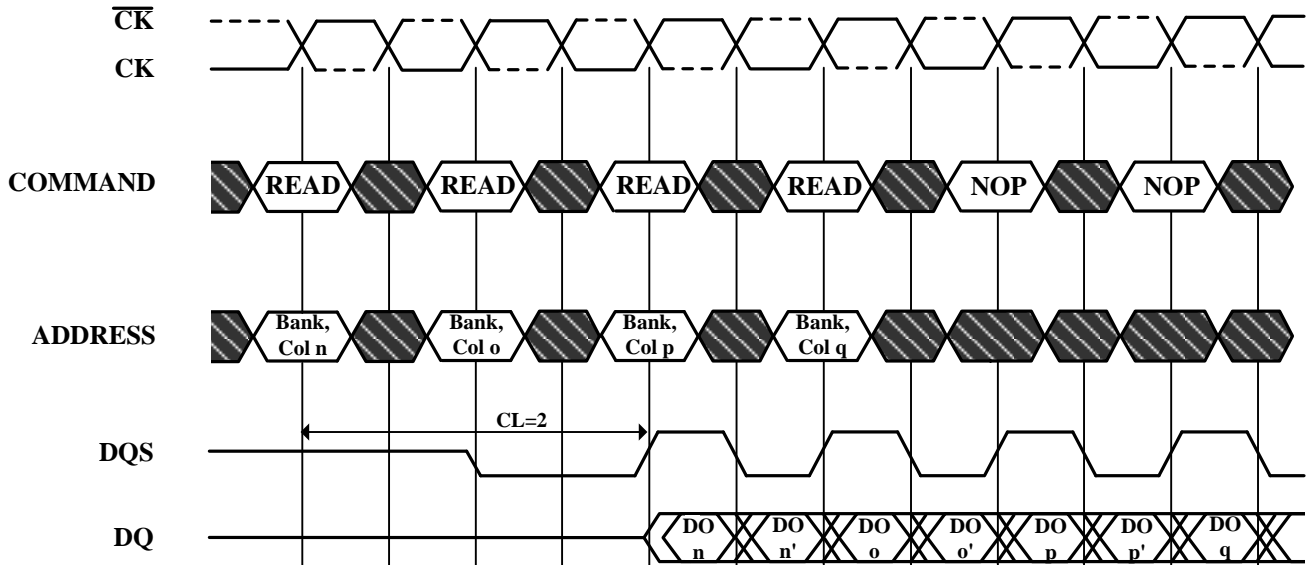 CK
CK
COMMAND
READ
READ
READ
READ
NOP
NOP
ADDRESS
Bank,
Col n
Bank,
Col o
Bank,
Col p
Bank,
Col q
CL=2
DQS
DQ
DO
n
DO
n'
DO
o
DO
o'
DO
p
DO
p'
DO
q